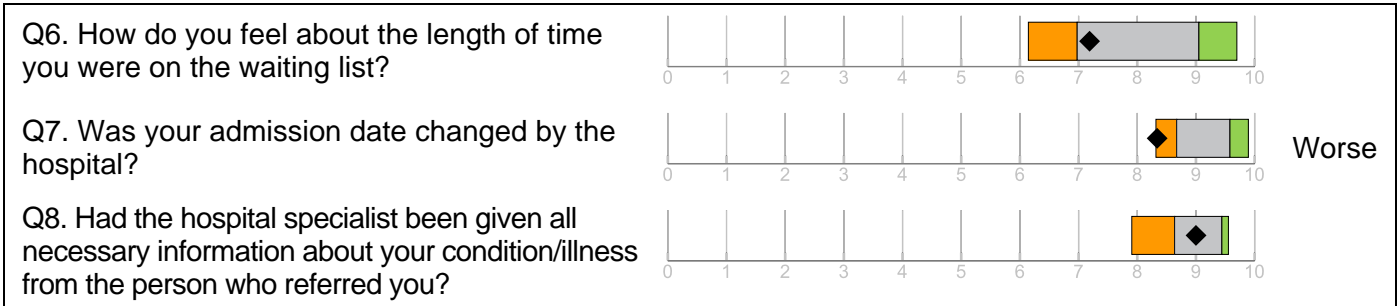 Q6. How do you feel about the length of time
you were on the waiting list?
0 1 2 3 4 5 6 7 8 9 10
Q7. Was your admission date changed by the
hospital?
Worse
0 1 2 3 4 5 6 7 8 9 10
Q8. Had the hospital specialist been given all
necessary information about your condition/illness
from the person who referred you?
0 1 2 3 4 5 6 7 8 9 10